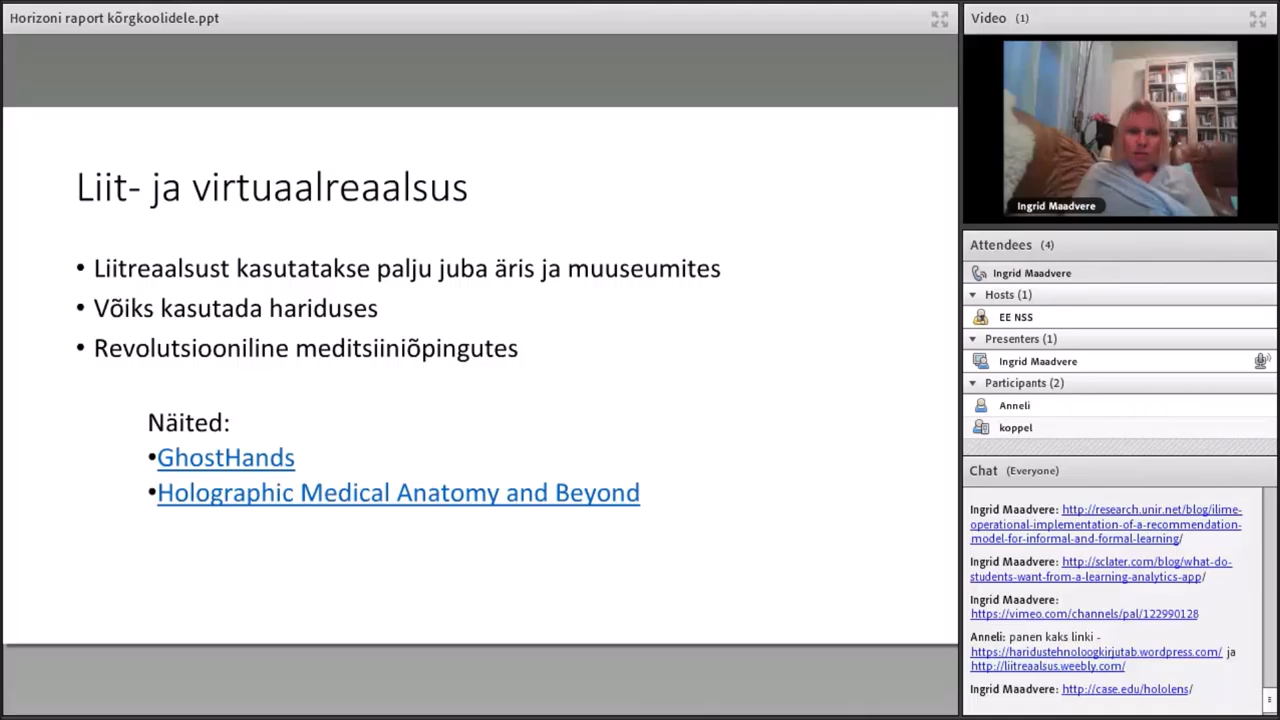 Horizoni raport kõrgkoolidele.ppt
Liit- ja virtuaalreaalsus
• Liitreaalsust kasutatakse palju juba äris ja muuseumites
• Võiks kasutada hariduses
• Revolutsiooniline meditsiiniõpingutes
Näited:
•GhostHands
•Holographic Medical Anatomy and Beyond
Video (1)
Ingrid Maadvere
Attendees (4)
Ingrid Maadvere
Hosts (1)
EE NSS
Presenters (1)
Ingrid Maadvere
Participants (2)
Anneli
koppel
Chat (Everyone)
Ingrid Maadvere: http://research.unir.net/blog/ilime-
operational-implementation-of-a-recommendation-
model-for-informal-and-formal-learning/
Ingrid Maadvere: http://sclater.com/blog/what-do-
students-want-from-a-learning-analytics-app/
Ingrid Maadvere:
https://vimeo.com/channels/pal/122990128
Anneli: panen kaks linki -
https://haridustehnoloogkirjutab.wordpress.com/ ja
http://liitreaalsus.weebly.com/
Ingrid Maadvere: http://case.edu/hololens/